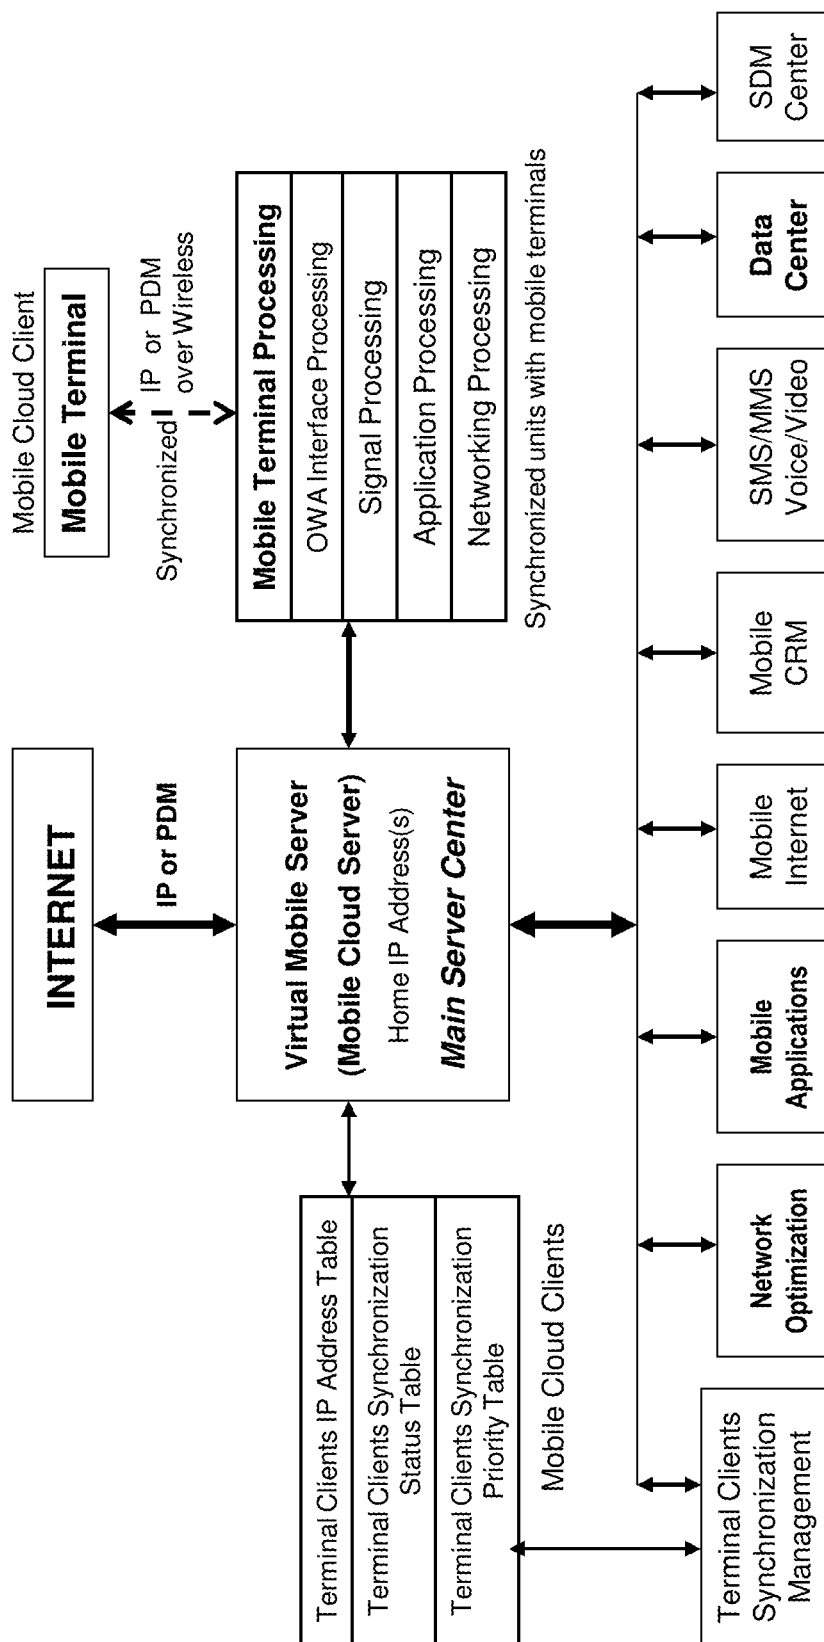 INTERNET
IP or PDM
Mobile Cloud Client
Mobile Terminal
Synchronized
IP or PDM
over Wireless
Terminal Clients IP Address Table
Terminal Clients Synchronization
Status Table
Terminal Clients Synchronization
Priority Table
Mobile Cloud Clients
Virtual Mobile Server
(Mobile Cloud Server)
Home IP Address(s)
Main Server Center
Mobile Terminal Processing
OWA Interface Processing
Signal Processing
Application Processing
Networking Processing
Synchronized units with mobile terminals
Terminal Clients
Synchronization
Management
Network
Optimization
Mobile
Applications
Mobile
Internet
Mobile
CRM
SMS/MMS
Voice/Video
Data
Center
SDM
Center